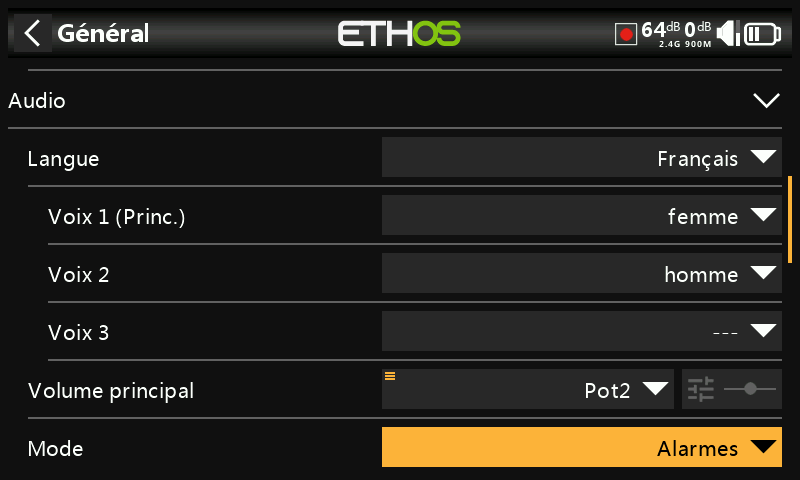 Général ETHOS 64dB 0dB
2.4G 900M
Audio
Langue Français
Voix 1 (Princ.) femme
Voix 2 homme
Voix 3 ---
Volume principal Pot2
Mode Alarmes